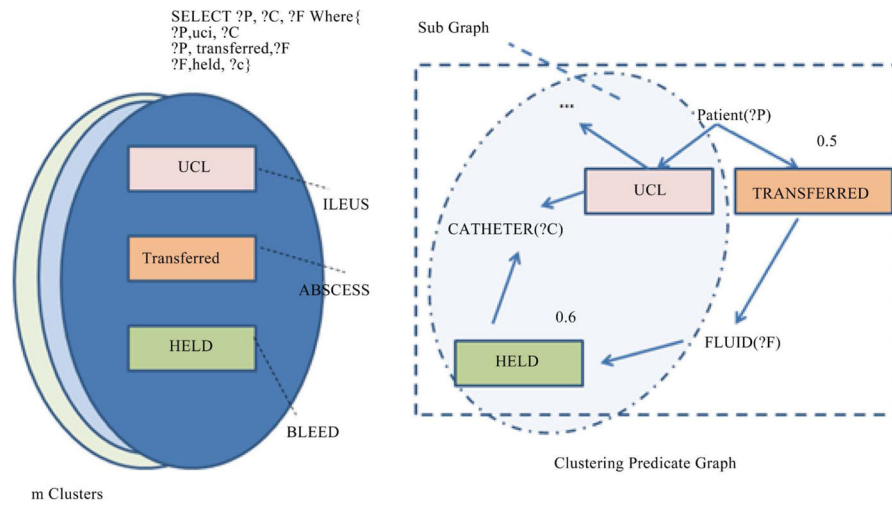 SELECT ?P, ?C, ?F Where{
?P,uci, ?C
?P, transferred,?F
?F,held, ?c}
UCL
ILEUS
Transferred
ABSCESS
HELD
BLEED
m Clusters
Sub Graph
...
Patient(?P)
0.5
UCL
TRANSFERRED
CATHETER(?C)
0.6
FLUID(?F)
HELD
Clustering Predicate Graph